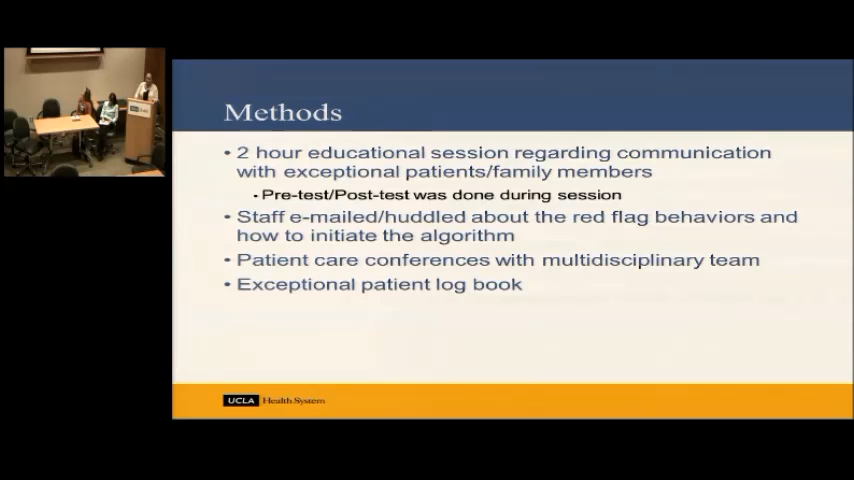 Methods
• 2 hour educational session regarding communication
with exceptional patients/family members
• Pre-test/Post-test was done during session
• Staff e-mailed/huddled about the red flag behaviors and
how to initiate the algorithm
• Patient care conferences with multidisciplinary team
• Exceptional patient log book
UCLA Health System